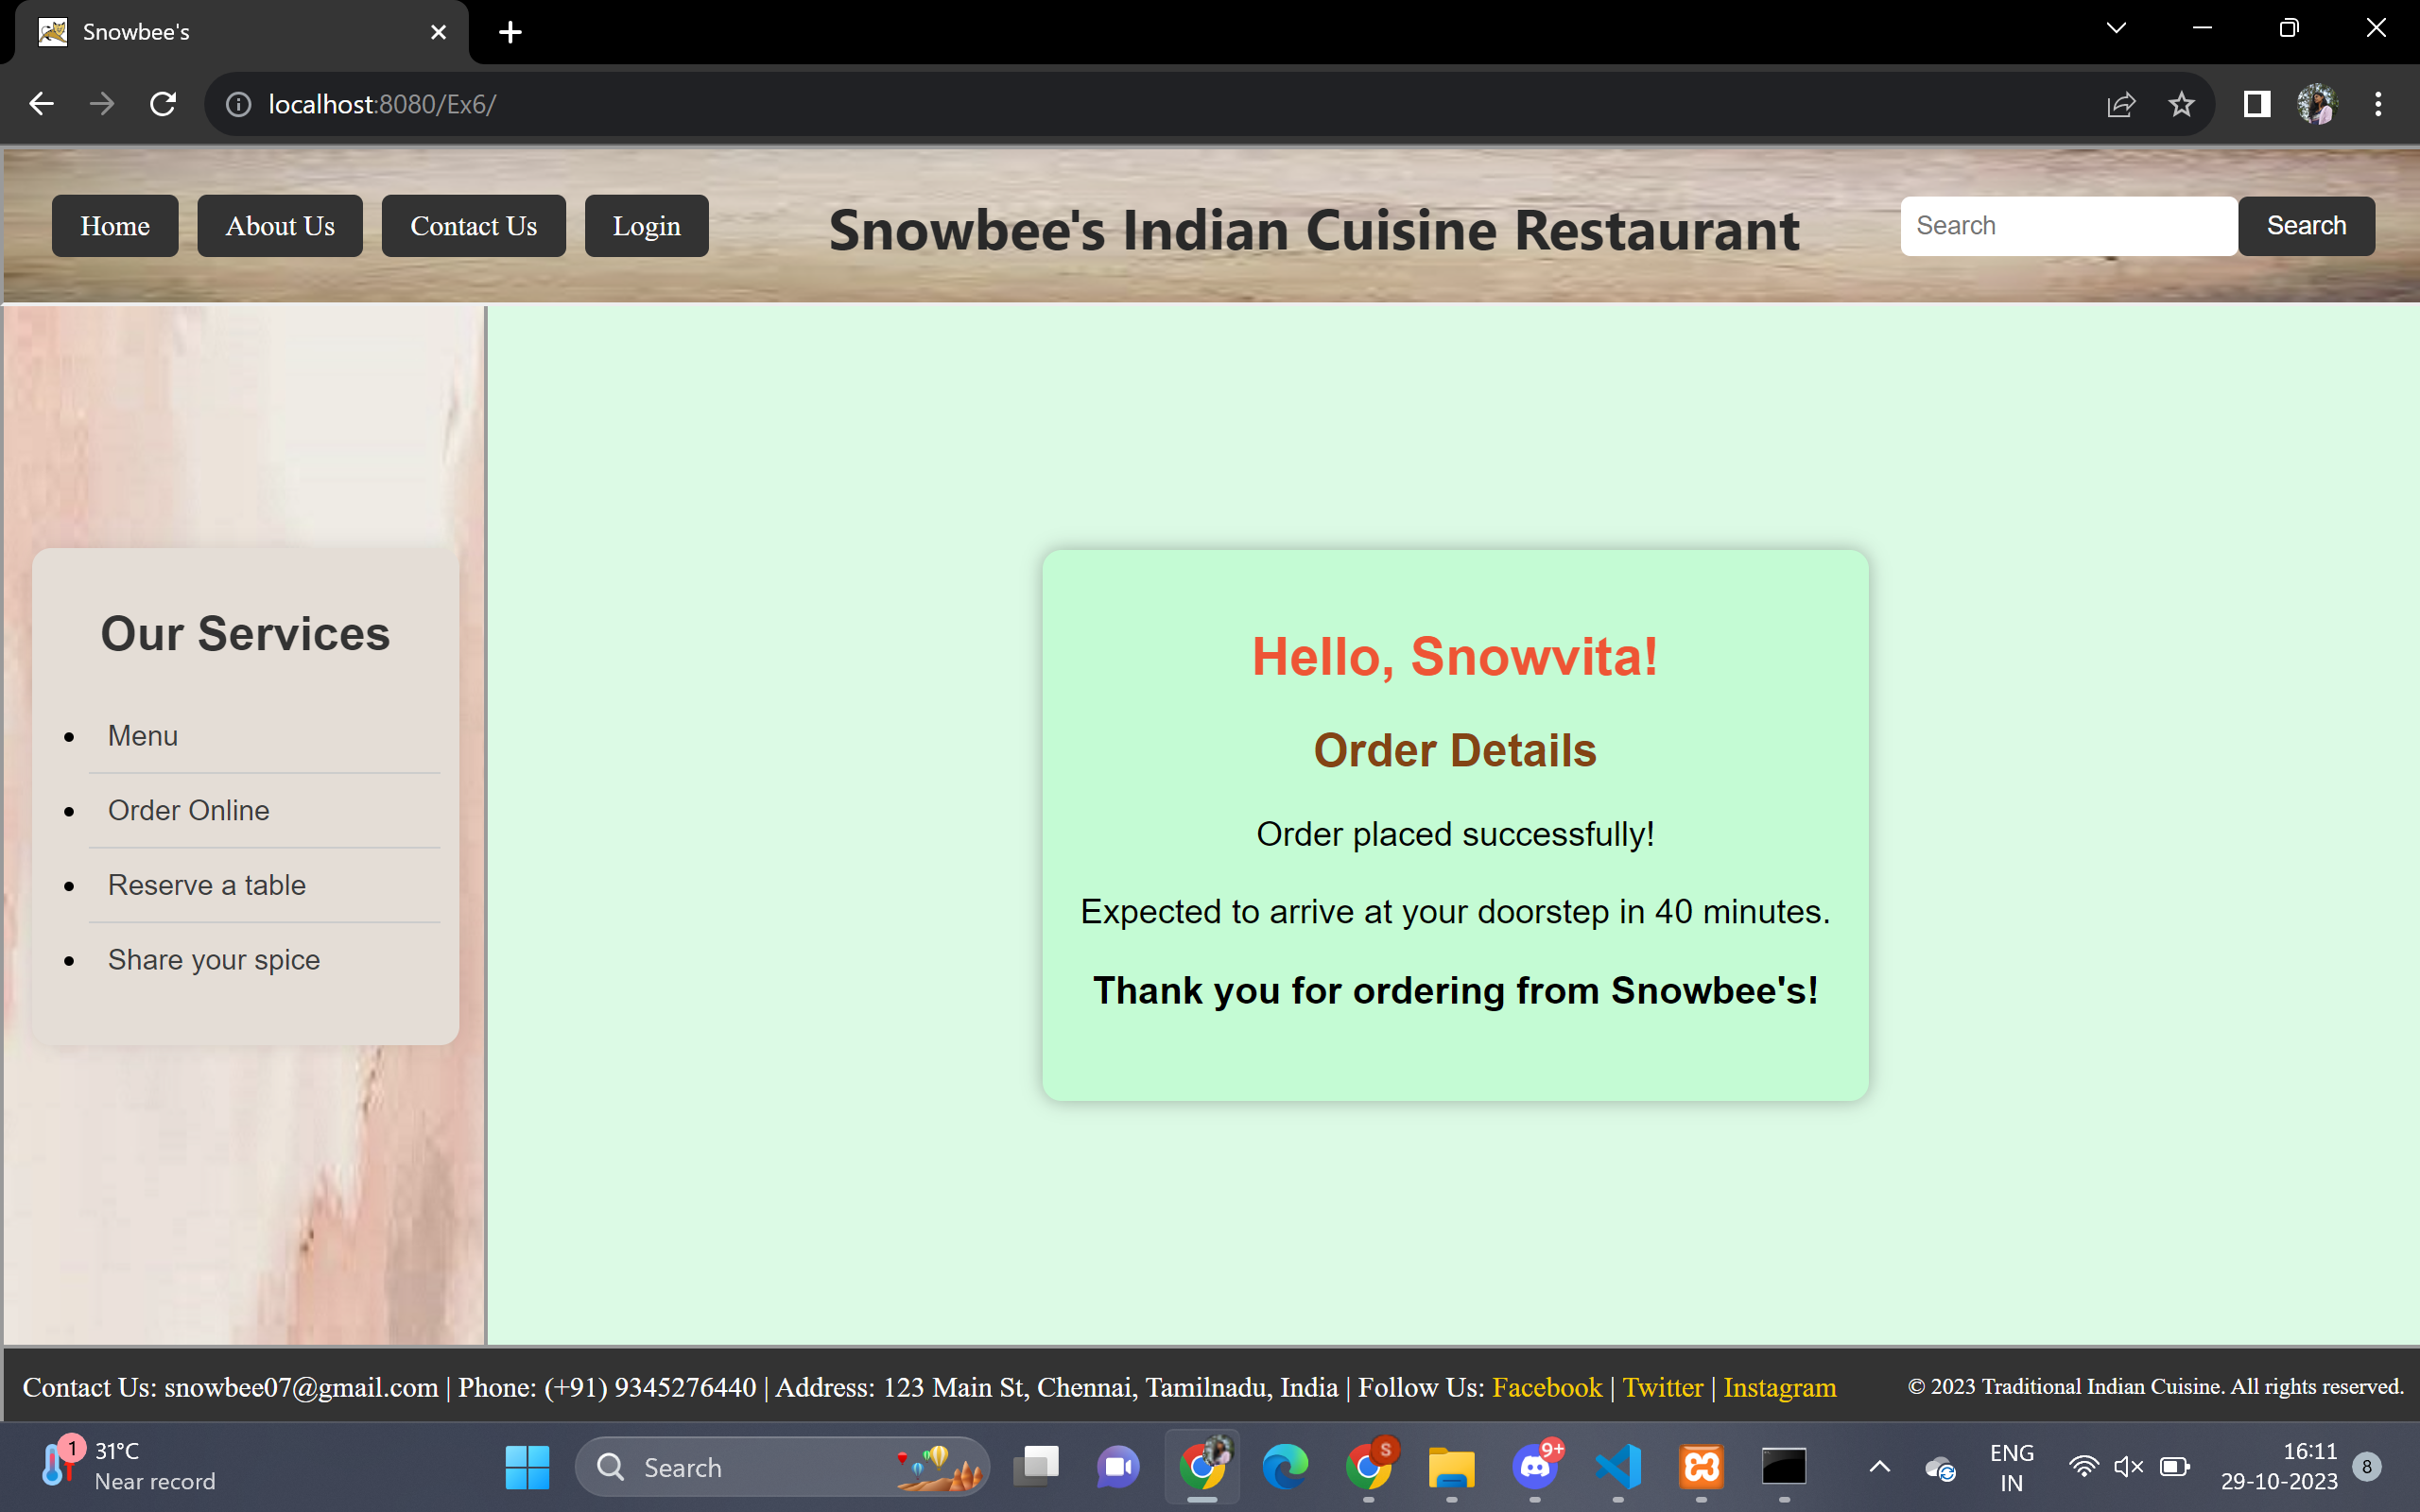 Snowbee's
localhost:8080/Ex6/
Home About Us Contact Us Login Snowbee's Indian Cuisine Restaurant Search Search
Our Services
Menu
Order Online
Reserve a table
Share your spice
Hello, Snowvita!
Order Details
Order placed successfully!
Expected to arrive at your doorstep in 40 minutes.
Thank you for ordering from Snowbee's!
Contact Us: snowbee07@gmail.com | Phone: (+91) 9345276440 | Address: 123 Main St, Chennai, Tamilnadu, India | Follow Us: Facebook | Twitter | Instagram © 2023 Traditional Indian Cuisine. All rights reserved.
1 31°C
Near record
Search
S
9+
ENG
IN
16:11
29-10-2023
8